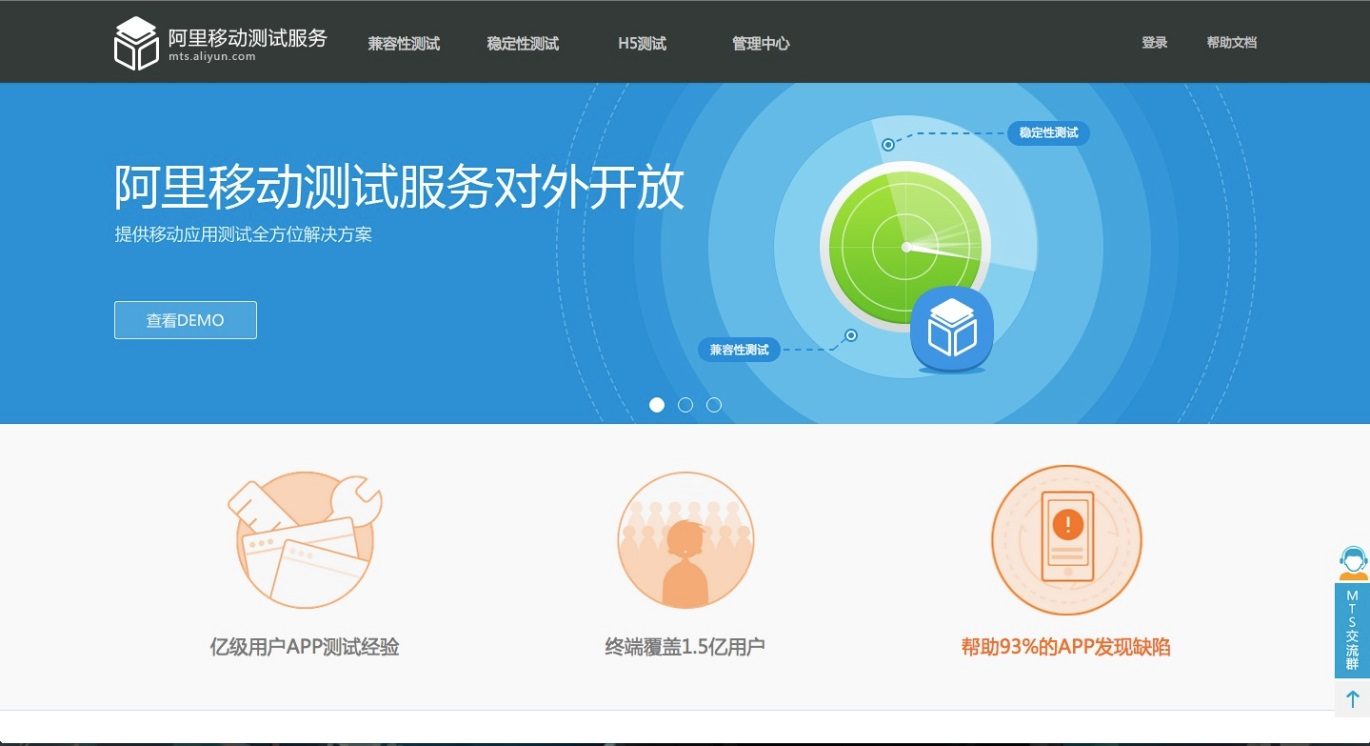 阿里移动测试服务
mts.aliyun.com
兼容性测试
稳定性测试
H5测试
管理中心
登录
帮助文档
稳定性测试
阿里移动测试服务对外开放
提供移动应用测试全方位解决方案
查看DEMO
兼容性测试
亿级用户APP测试经验
终端覆盖1.5亿用户
帮助93%的APP发现缺陷
MTS交流群